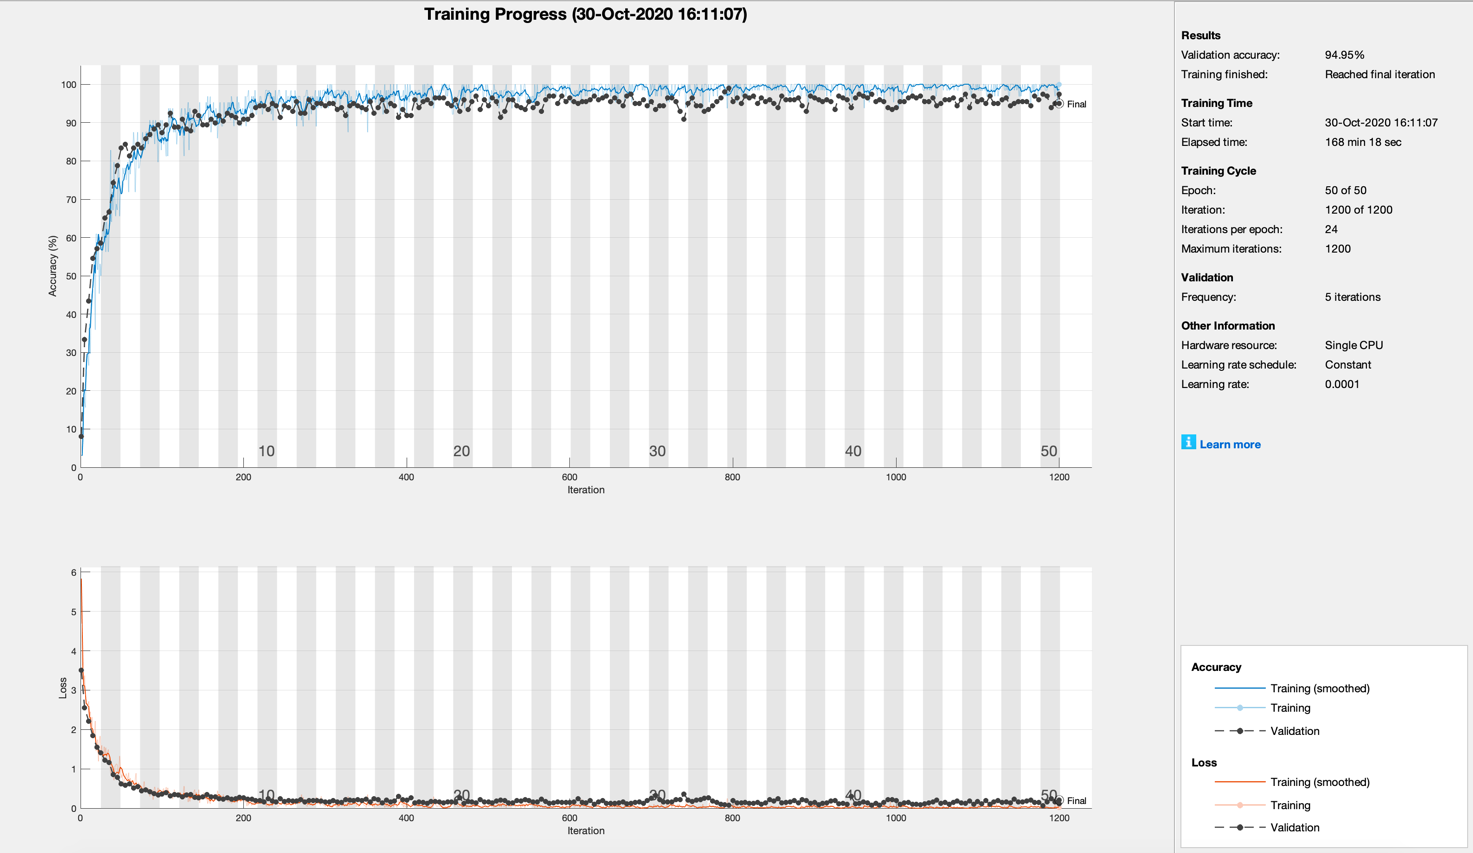 Training Progress (30-Oct-2020 16:11:07)
100
90
80
70
60
50
40
30
20
10
0
Accuracy (%)
Final
10 20 30 40 50
0 200 400 600 800 1000 1200
Iteration
6
5
4
3
2
1
0
Loss
10 20 30 40 50
Final
0 200 400 600 800 1000 1200
Iteration
Results
Validation accuracy: 94.95%
Training finished: Reached final iteration
Training Time
Start time: 30-Oct-2020 16:11:07
Elapsed time: 168 min 18 sec
Training Cycle
Epoch: 50 of 50
Iteration: 1200 of 1200
Iterations per epoch: 24
Maximum iterations: 1200
Validation
Frequency: 5 iterations
Other Information
Hardware resource: Single CPU
Learning rate schedule: Constant
Learning rate: 0.0001
i Learn more
Accuracy
Training (smoothed)
Training
Validation
Loss
Training (smoothed)
Training
Validation